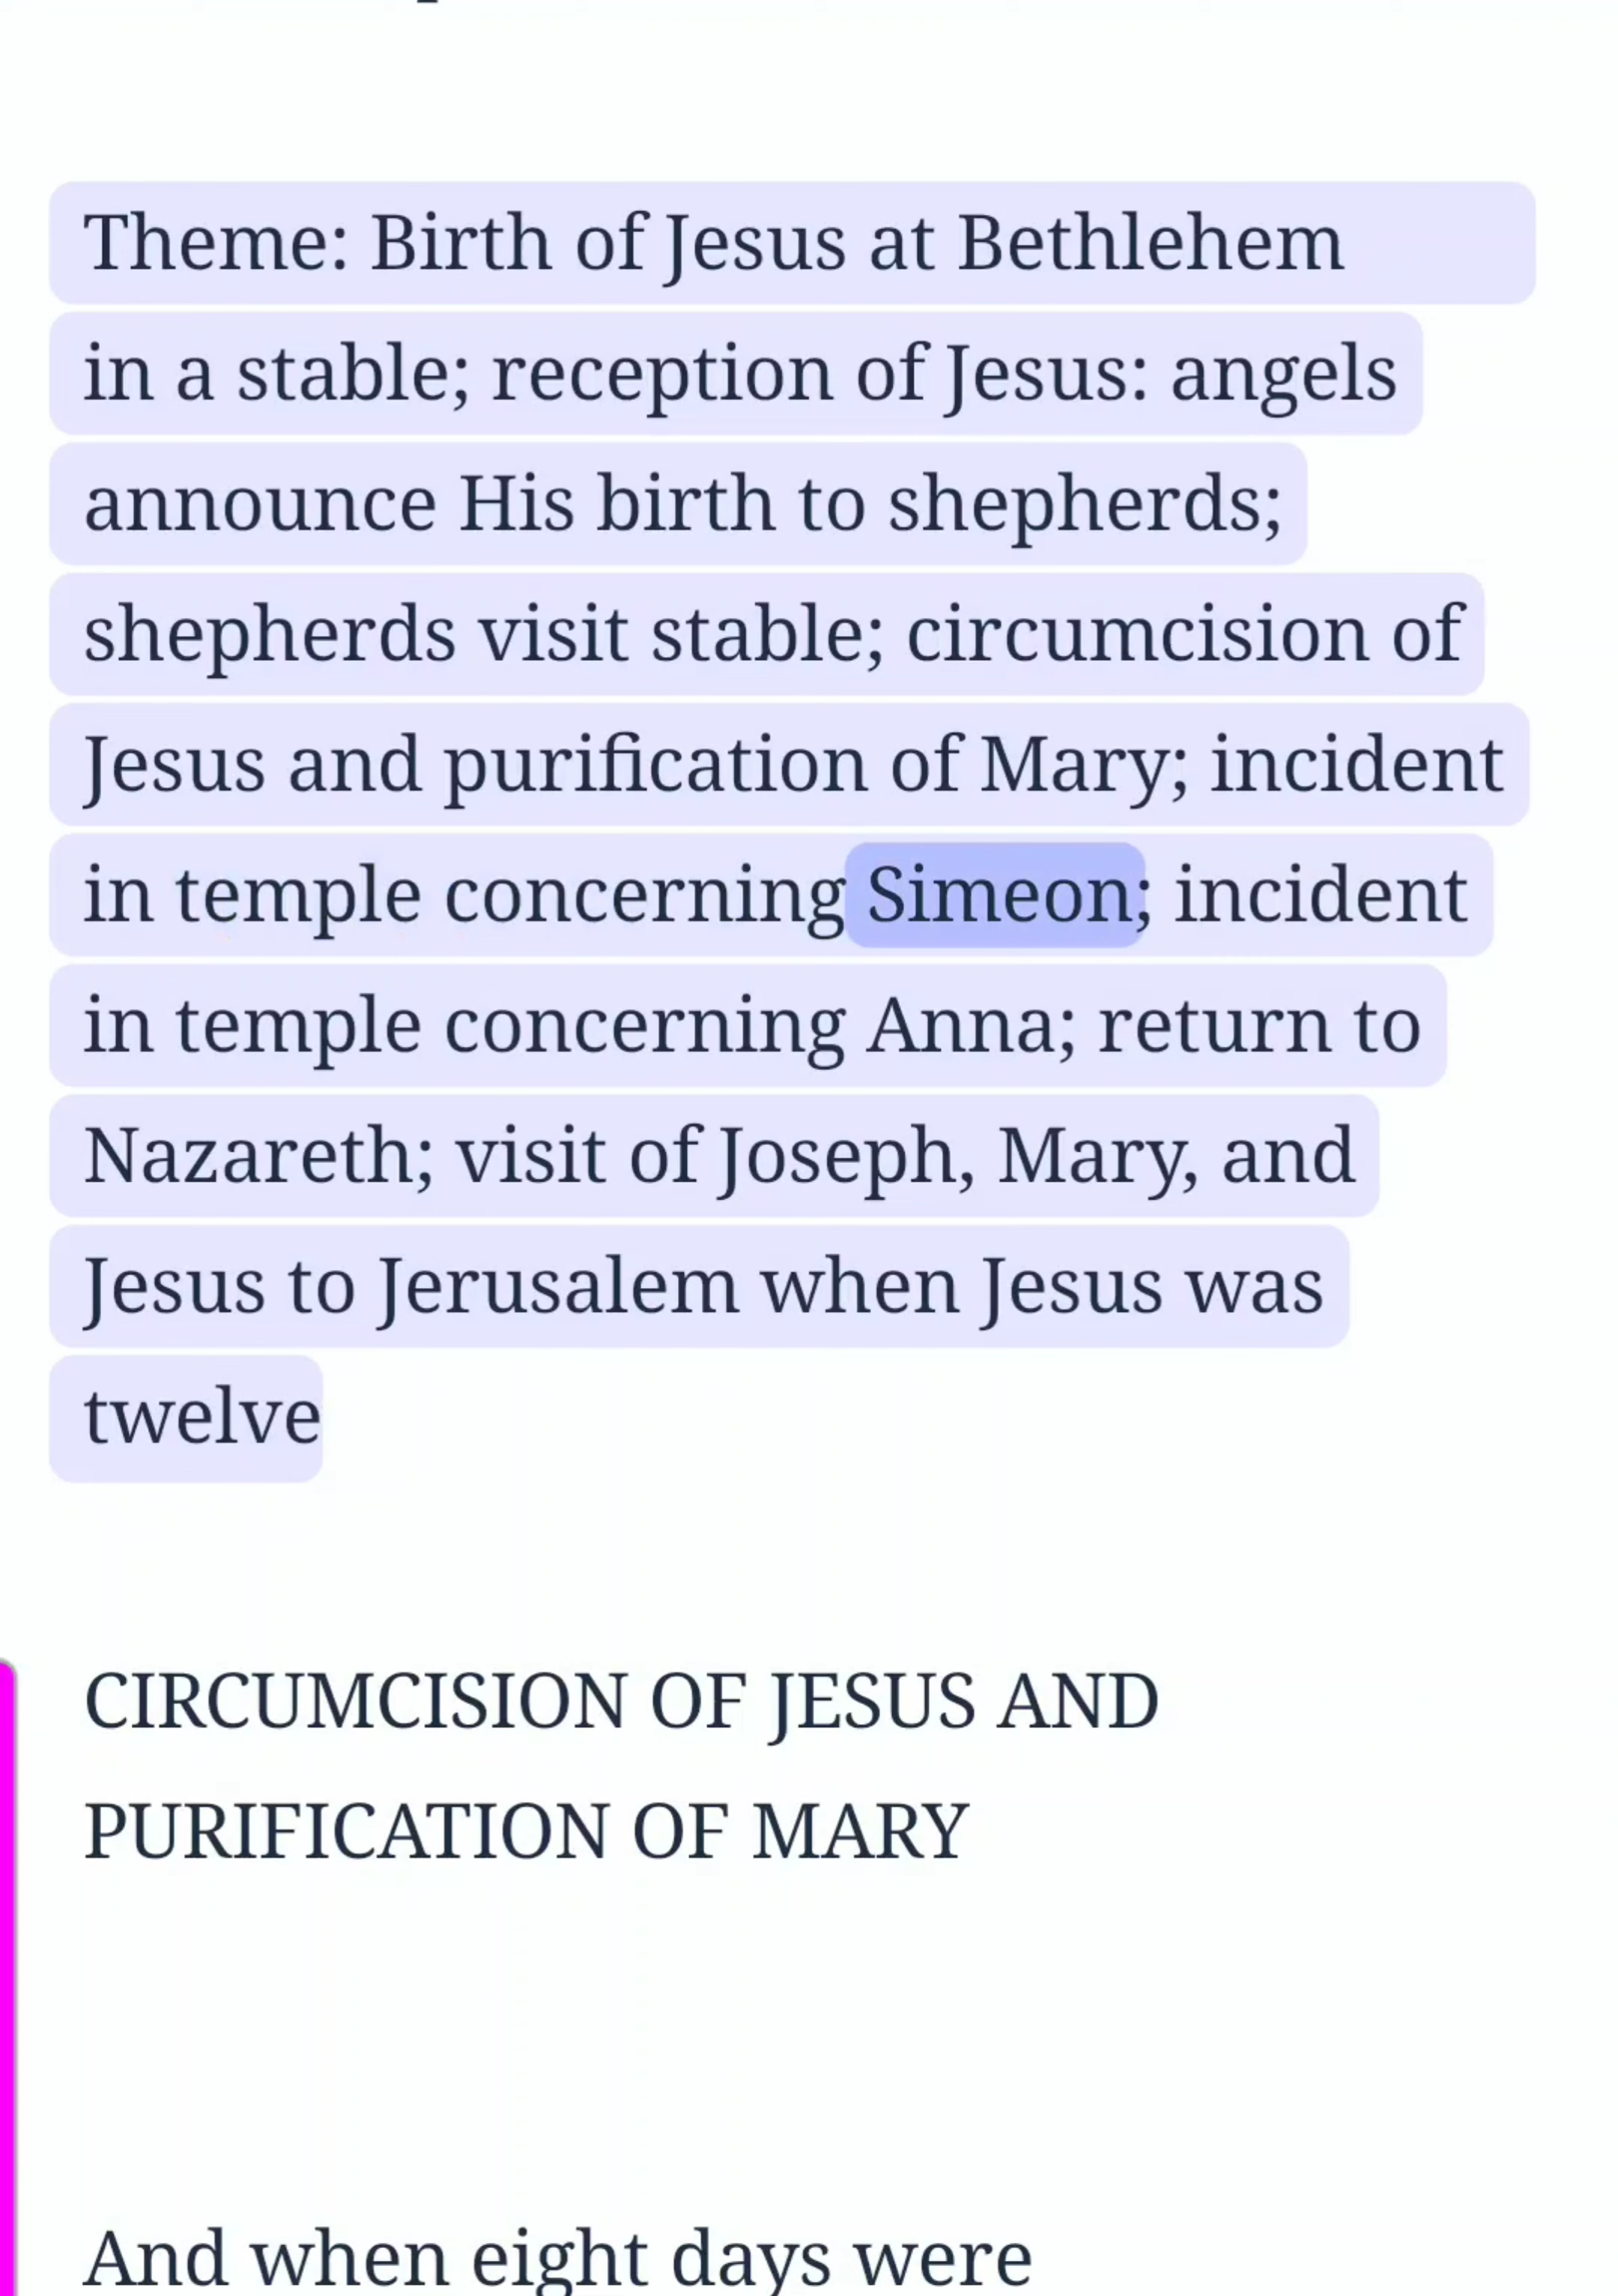 Theme: Birth of Jesus at Bethlehem
in a stable; reception of Jesus: angels
announce His birth to shepherds;
shepherds visit stable; circumcision of
Jesus and purification of Mary; incident
in temple concerning Simeon; incident
in temple concerning Anna; return to
Nazareth; visit of Joseph, Mary, and
Jesus to Jerusalem when Jesus was
twelve
CIRCUMCISION OF JESUS AND
PURIFICATION OF MARY
And when eight days were